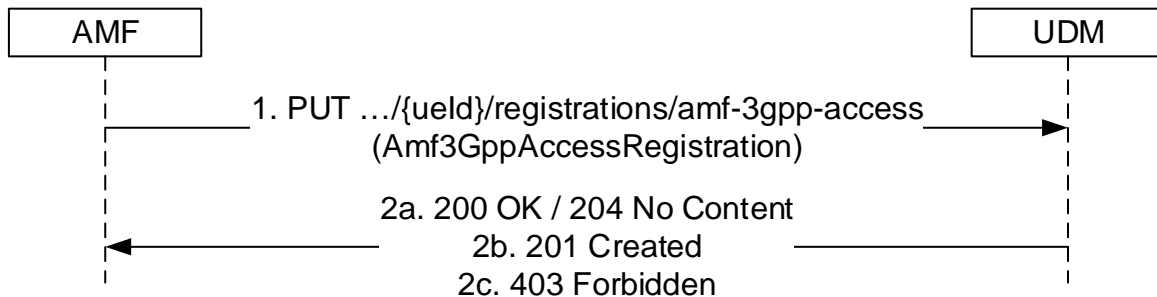 AMF
UDM
1. PUT …/{ueId}/registrations/amf-3gpp-access
(Amf3GppAccessRegistration)
2a. 200 OK / 204 No Content
2b. 201 Created
2c. 403 Forbidden